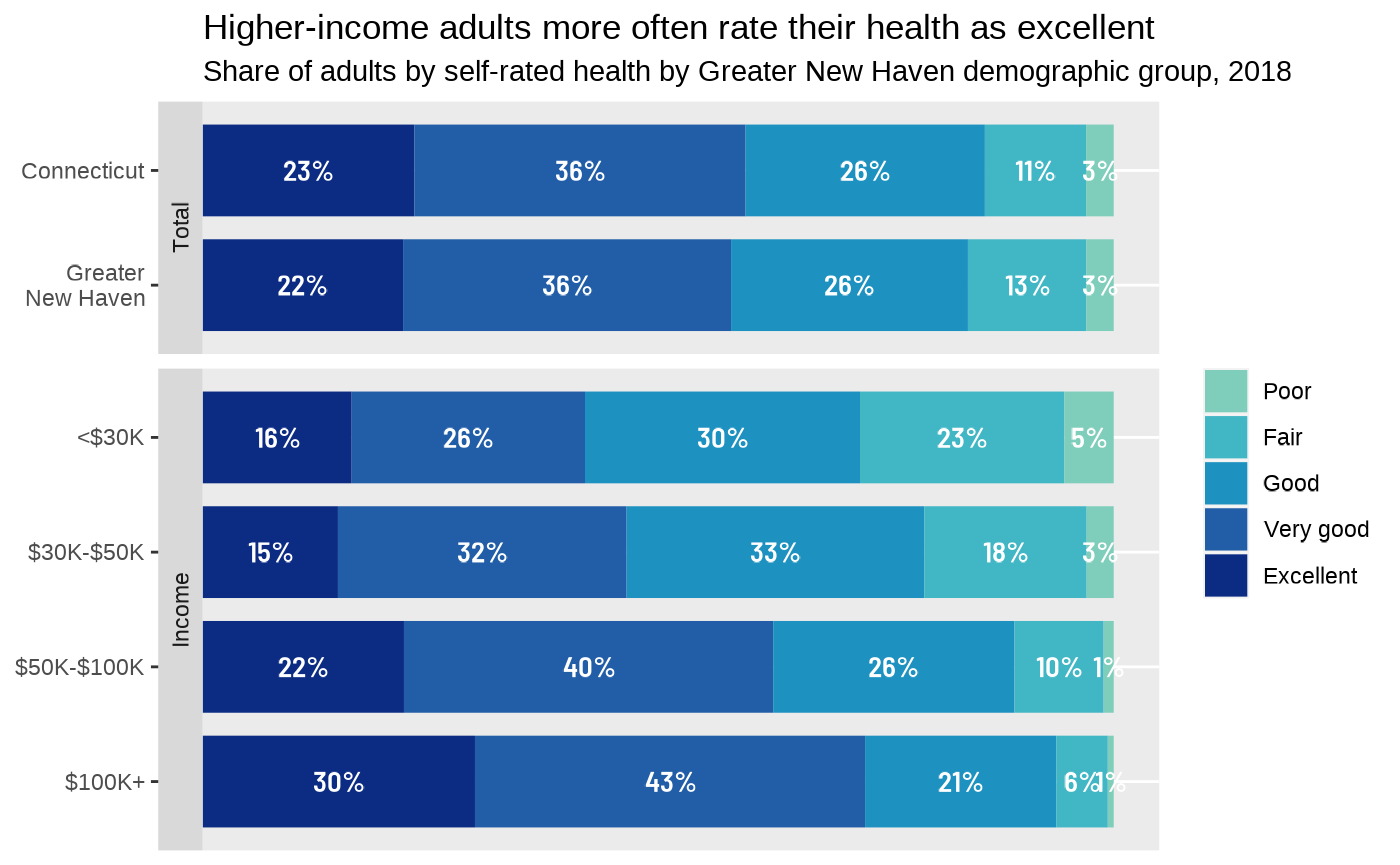 Higher-income adults more often rate their health as excellent
Share of adults by self-rated health by Greater New Haven demographic group, 2018
Total
Connecticut
23% 36% 26% 11% 3%
Greater
New Haven
22% 36% 26% 13% 3%
Income
<$30K
16% 26% 30% 23% 5%
$30K-$50K
15% 32% 33% 18% 3%
$50K-$100K
22% 40% 26% 10% 1%
$100K+
30% 43% 21% 6% 1%
Poor
Fair
Good
Very good
Excellent